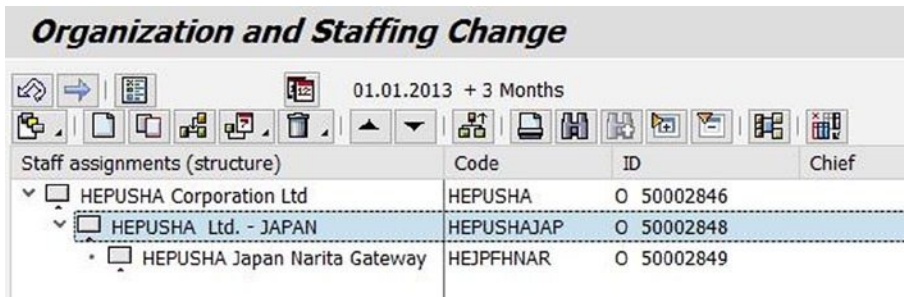 Organization and Staffing Change
01.01.2013 + 3 Months
Staff assignments (structure) Code ID Chief
HEPUSHA Corporation Ltd HEPUSHA O 50002846
HEPUSHA Ltd. - JAPAN HEPUSHAJAP O 50002848
HEPUSHA Japan Narita Gateway HEJPFHNAR O 50002849